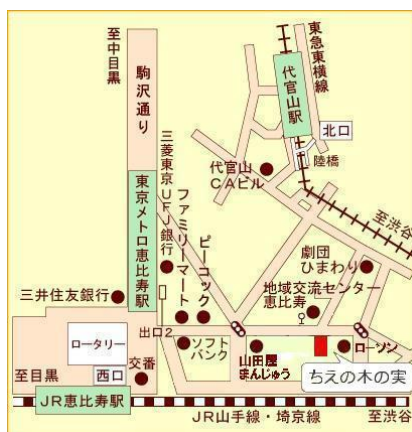 至中目黒
駒沢通り
東急東横線
代官山駅
北口
陸橋
代官山
CAビル
至渋谷
三菱東京UFJ銀行
ファミリーマート
ピーコック
東京メトロ恵比寿駅
劇団
ひまわり
地域交流センター
恵比寿
三井住友銀行
出口2
ソフト
バンク
山田屋
まんじゅう
ローソン
ちえの木の実
ロータリー
西口
交番
至目黒
JR恵比寿駅
JR山手線・埼京線
至渋谷